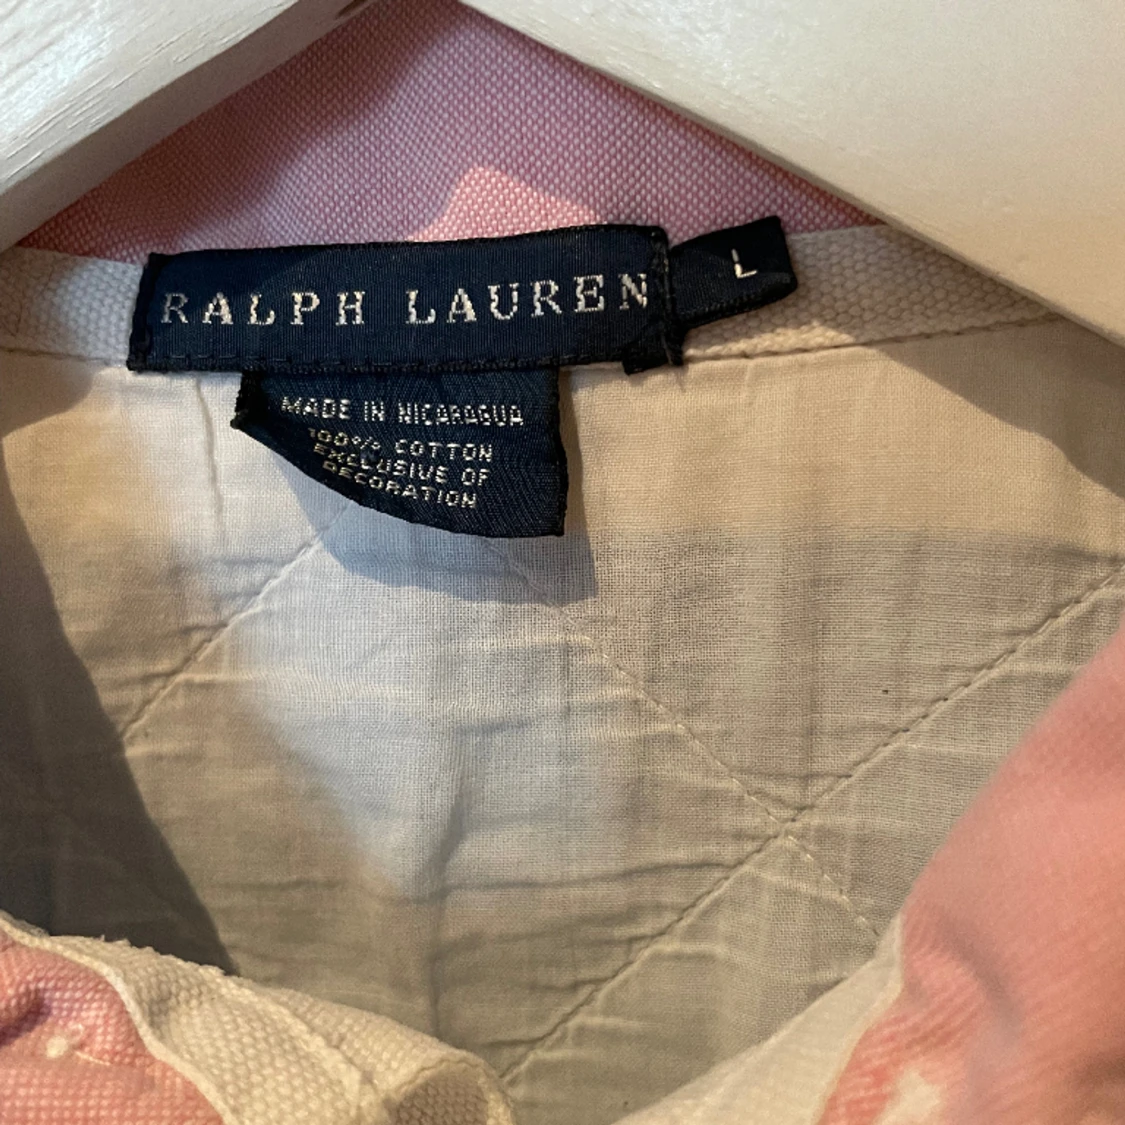 RALPH LAUREN
L
MADE IN NICARAGUA
100% COTTON
EXCLUSIVE OF
DECORATION